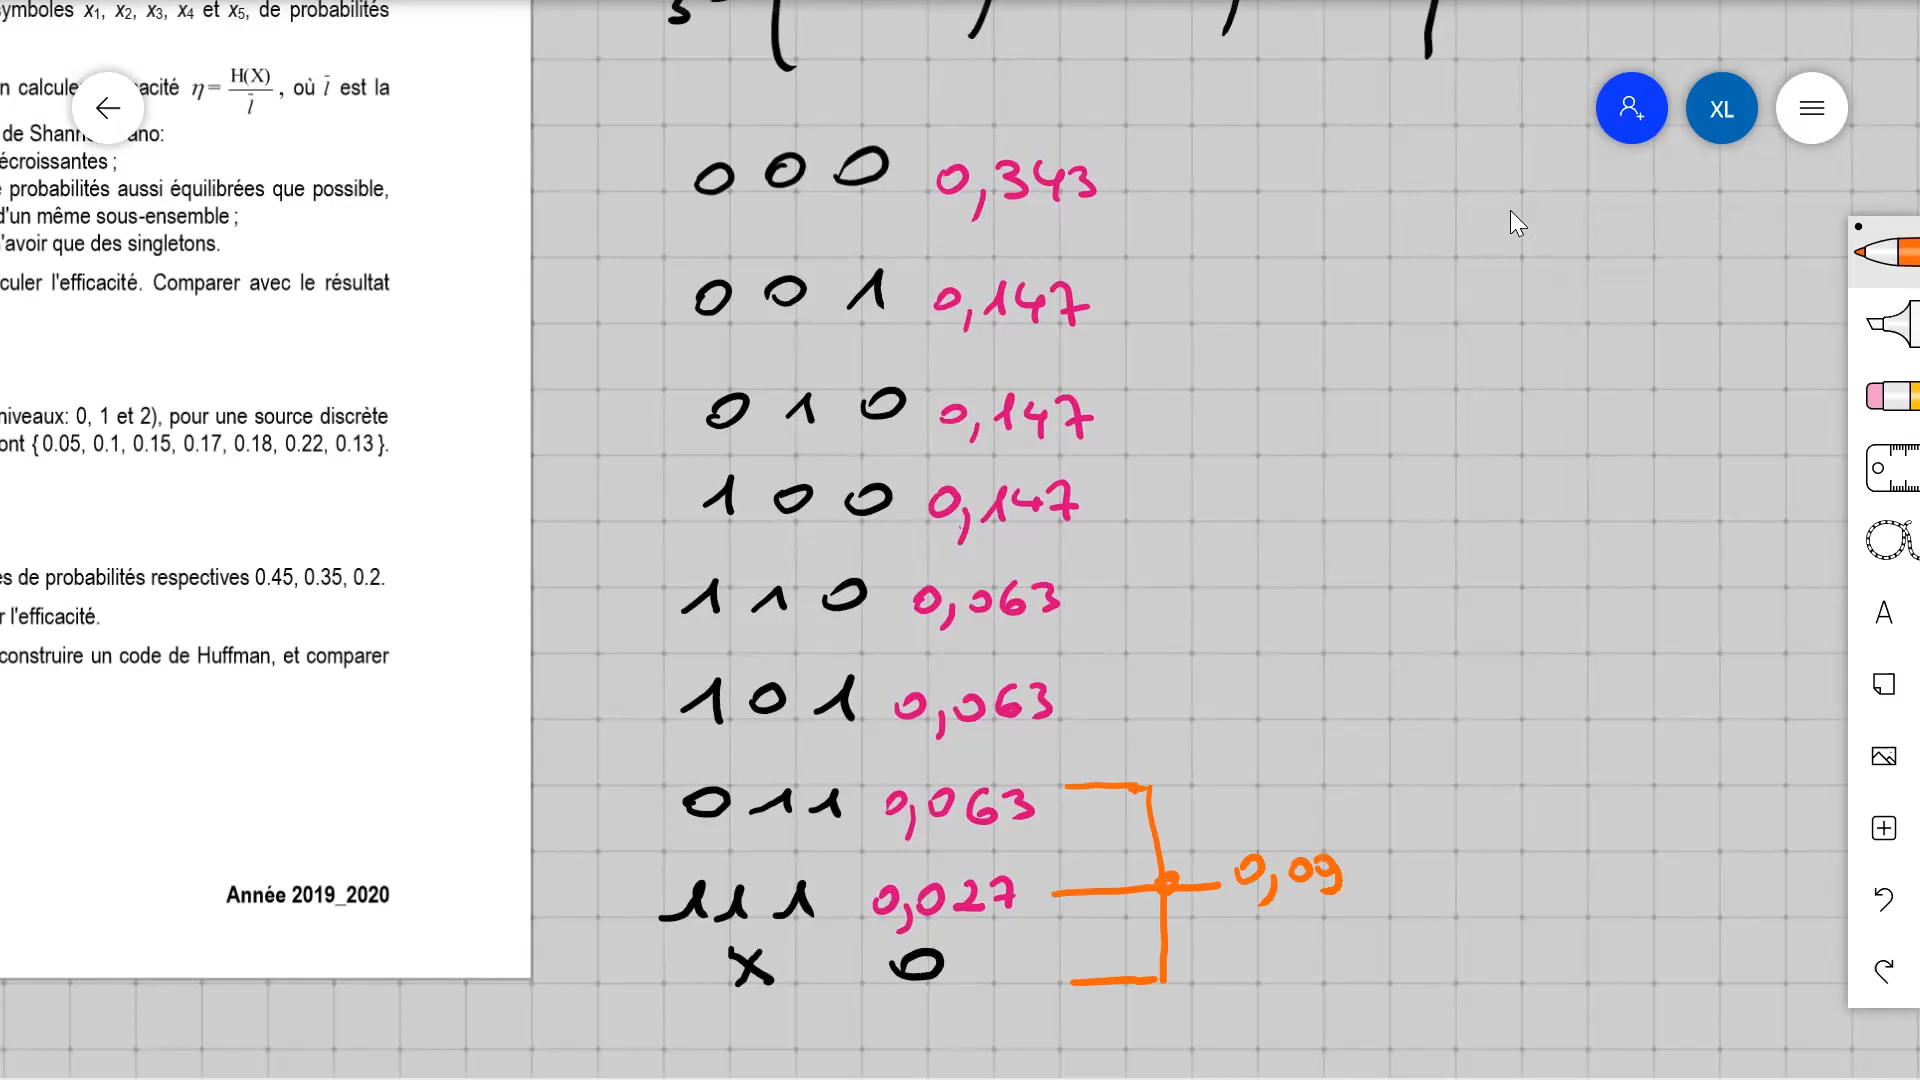 ymboles x1, x2, x3, x4 et x5, de probabilités
n calcule acité η = H(X) / l̄ , où l̄ est la
de Shann ano:
écroissantes ;
probabilités aussi équilibrées que possible,
d'un même sous-ensemble ;
'avoir que des singletons.
culer l'efficacité. Comparer avec le résultat
niveaux: 0, 1 et 2), pour une source discrète
ont {0.05, 0.1, 0.15, 0.17, 0.18, 0.22, 0.13}.
es de probabilités respectives 0.45, 0.35, 0.2.
r l'efficacité.
construire un code de Huffman, et comparer
Année 2019_2020
0 0 0 0,343
0 0 1 0,147
0 1 0 0,147
1 0 0 0,147
1 1 0 0,063
1 0 1 0,063
0 1 1 0,063
1 1 1 0,027
0,09
x 0
XL
A